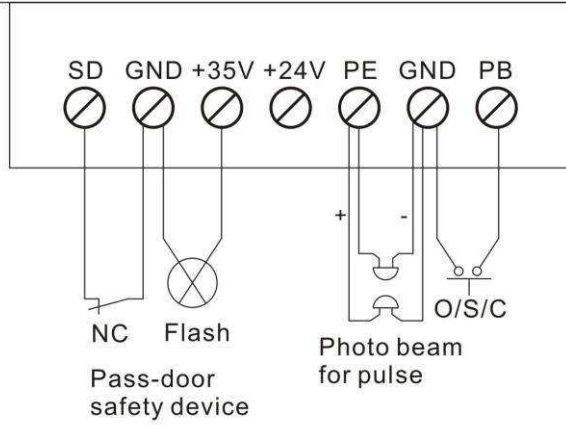 SD GND +35V +24V PE GND PB
+ -
NC Flash O/S/C
Pass-door
safety device
Photo beam
for pulse